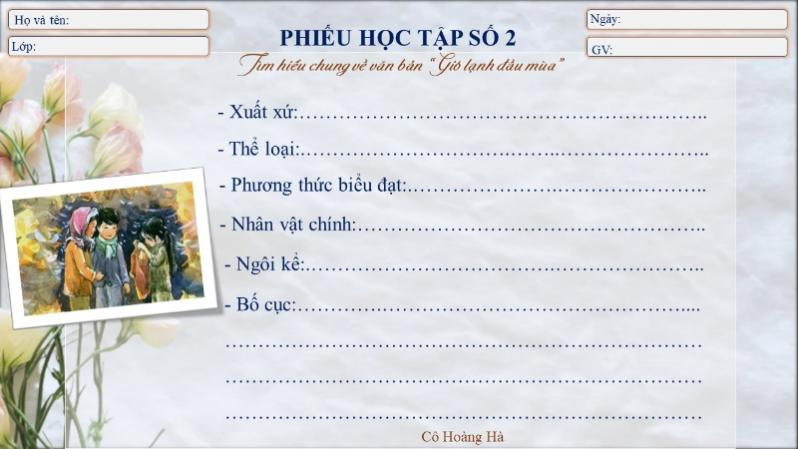 Họ và tên:
Lớp:
Ngày:
GV:
PHIẾU HỌC TẬP SỐ 2
Tìm hiểu chung về văn bản “Gió lạnh đầu mùa”
- Xuất xứ:………………………………………………………..
- Thể loại:……………………………….…...…………………..
- Phương thức biểu đạt:.………………….…………………..
- Nhân vật chính:………………………………………………..
- Ngôi kể:.…………………………………...………………..
- Bố cục:………….…………………………………………....
……………………………………………………………………
……………………………………………………………………
……………………………………………………………………
Cô Hoàng Hà